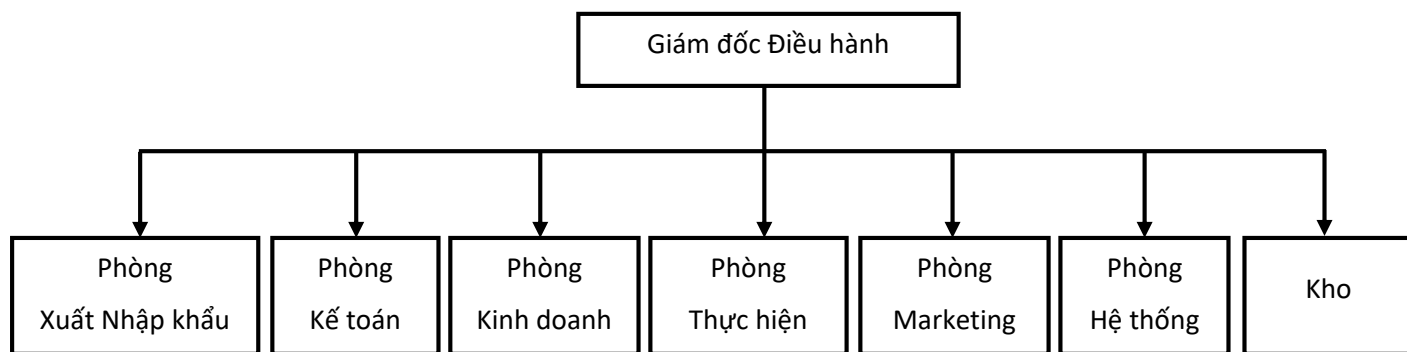 Giám đốc Điều hành
Phòng
Xuất Nhập khẩu
Phòng
Kế toán
Phòng
Kinh doanh
Phòng
Thực hiện
Phòng
Marketing
Phòng
Hệ thống
Kho